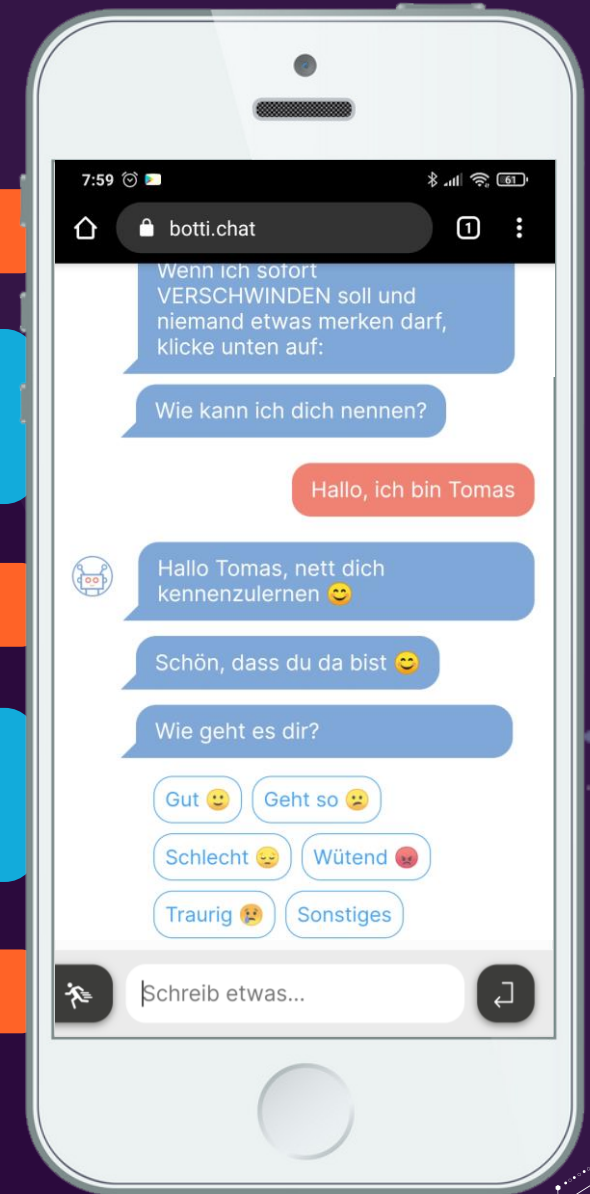 7:59
61
botti.chat
1
Wenn ich sofort
VERSCHWINDEN soll und
niemand etwas merken darf,
klicke unten auf:
Wie kann ich dich nennen?
Hallo, ich bin Tomas
Hallo Tomas, nett dich
kennenzulernen 😊
Schön, dass du da bist 😊
Wie geht es dir?
Gut 🙂 Geht so 😕
Schlecht 😔 Wütend 😡
Traurig 😢 Sonstiges
Schreib etwas...